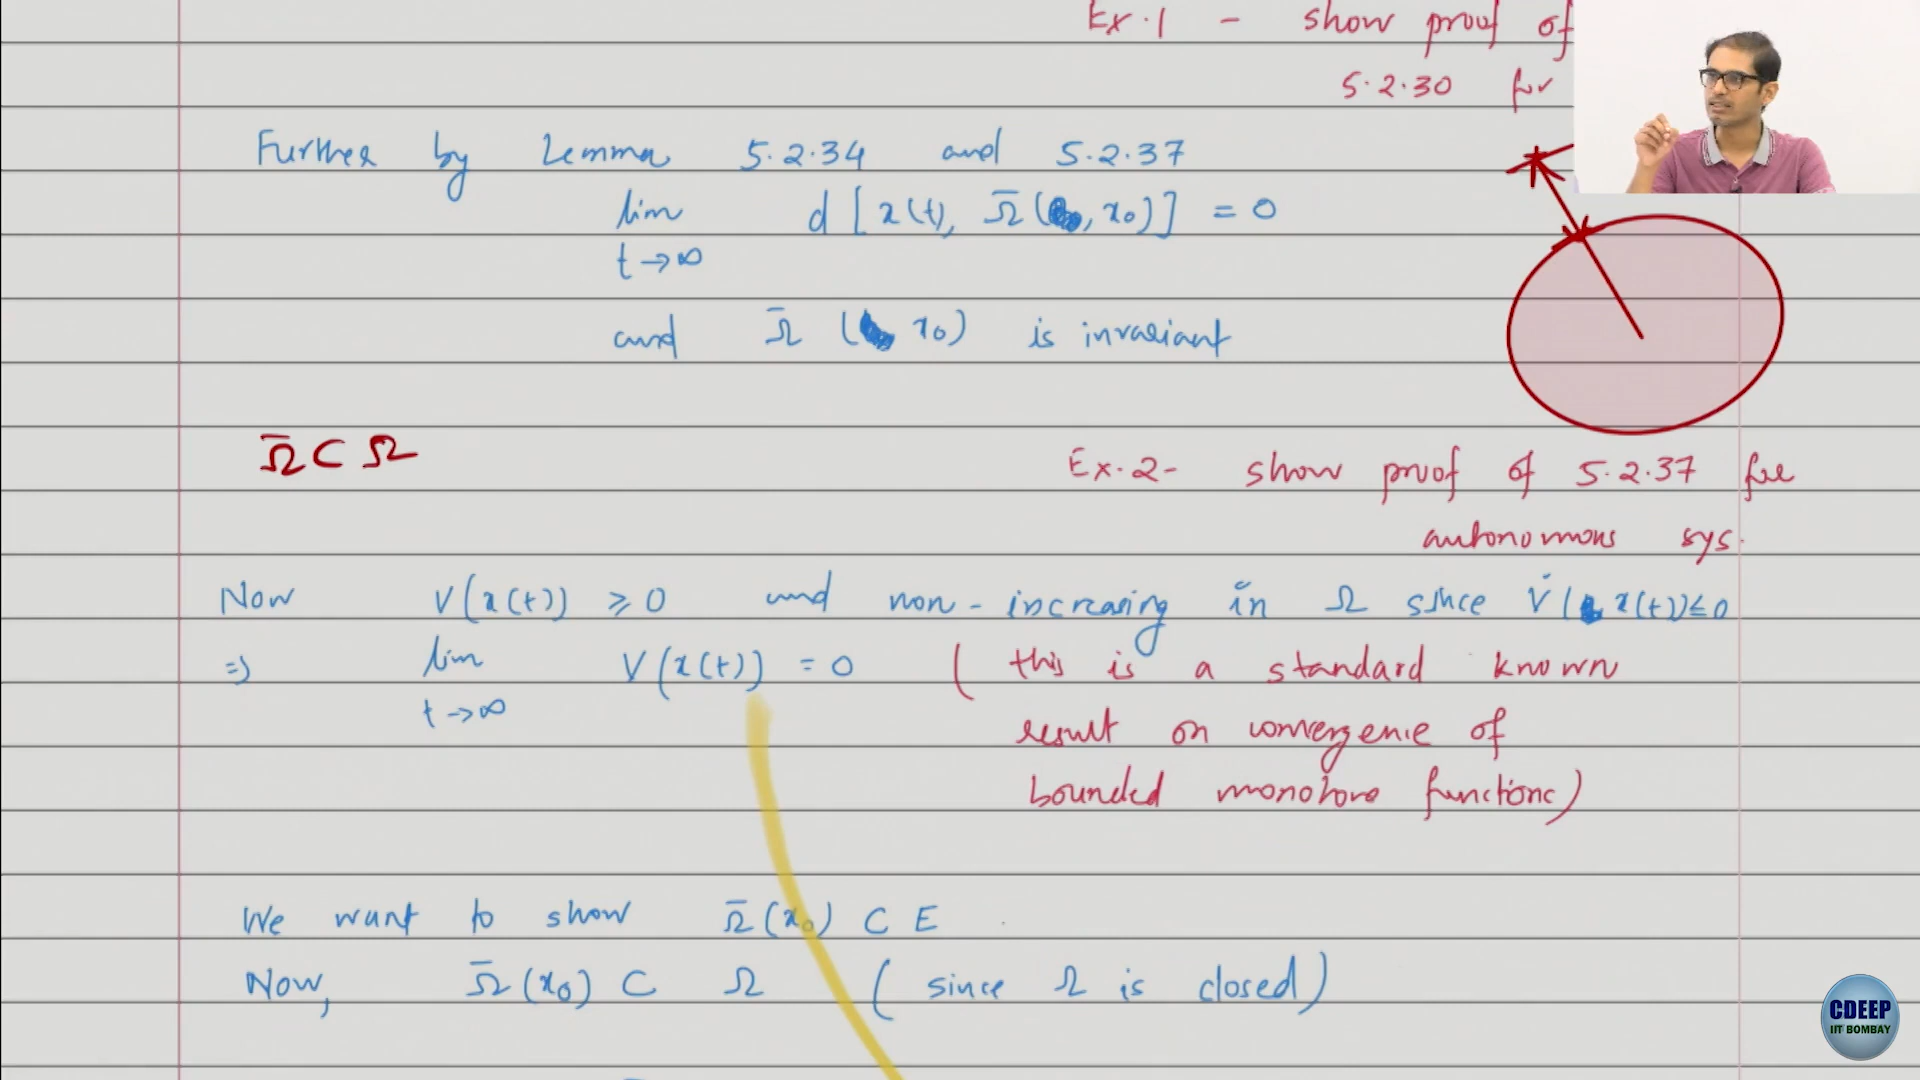 Ex.1 - show proof of
5.2.30 for
Further by Lemma 5.2.34 and 5.2.37
lim d[x(t), Ω̄(, x₀)] = 0
t→∞
and Ω̄( x₀) is invariant
Ω̄ ⊂ Ω
Ex.2- show proof of 5.2.37 for
autonomous sys.
Now V(x(t)) ≥ 0 and non-increasing in Ω since V̇( x(t)) ≤ 0
⇒ lim V(x(t)) = 0 (this is a standard known
t→∞ result on convergence of
bounded monotone functions)
We want to show Ω̄(x₀) ⊂ E
Now, Ω̄(x₀) ⊂ Ω (since Ω is closed)
CDEEP
IIT BOMBAY